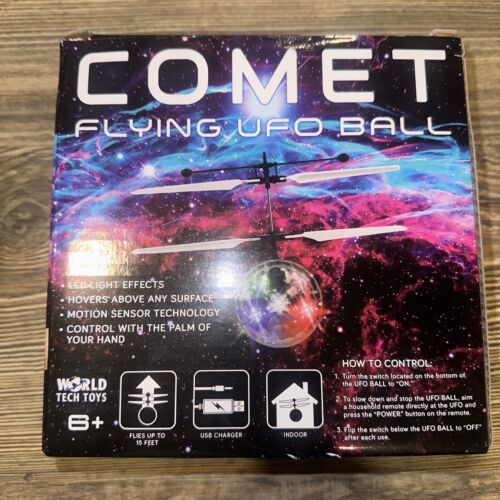 COMET
FLYING UFO BALL
• LED LIGHT EFFECTS
• HOVERS ABOVE ANY SURFACE
• MOTION SENSOR TECHNOLOGY
• CONTROL WITH THE PALM OF
YOUR HAND
WORLD
TECH TOYS
6+
FLIES UP TO
15 FEET
USB CHARGER
INDOOR
HOW TO CONTROL:
1. Turn the switch located on the bottom of
the UFO BALL to "ON."
2. To slow down and stop the UFO BALL, aim
a household remote directly at the UFO and
press the "POWER" button on the remote.
3. Flip the switch below the UFO BALL to "OFF"
after each use.